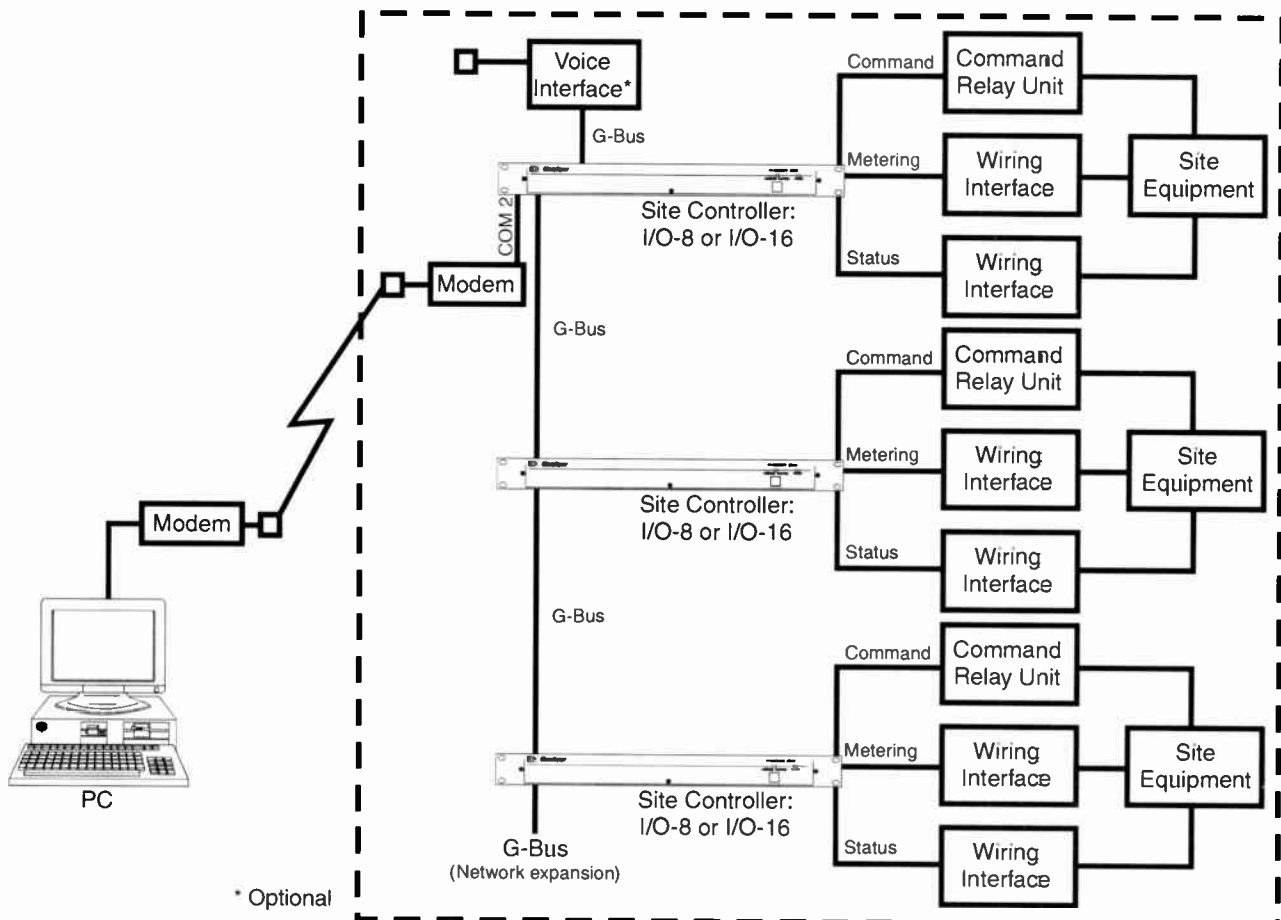 Voice
Interface*
G-Bus
COM 2
Modem
Command
Command
Relay Unit
Metering
Wiring
Interface
Site
Equipment
Site Controller:
I/O-8 or I/O-16
Status
Wiring
Interface
G-Bus
Command
Command
Relay Unit
Metering
Wiring
Interface
Site
Equipment
Site Controller:
I/O-8 or I/O-16
Status
Wiring
Interface
Modem
PC
G-Bus
Command
Command
Relay Unit
Metering
Wiring
Interface
Site
Equipment
Site Controller:
I/O-8 or I/O-16
Status
Wiring
Interface
G-Bus
(Network expansion)
* Optional